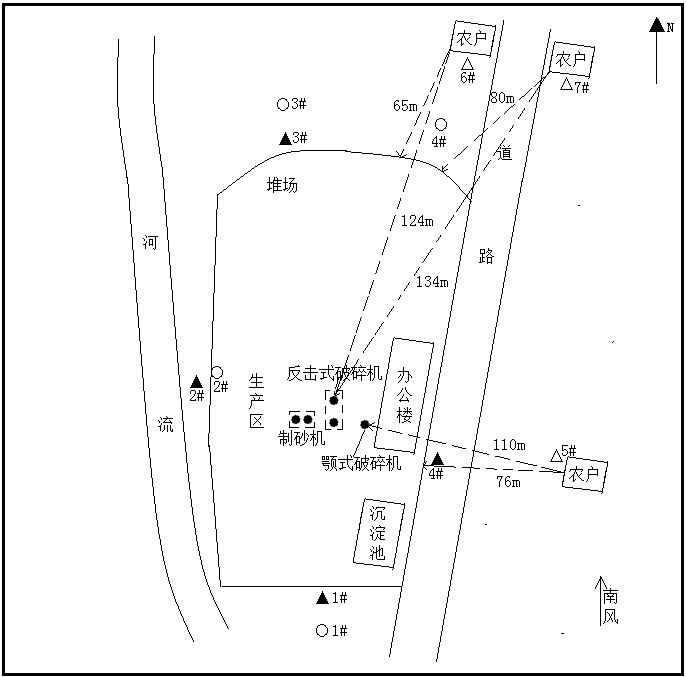 N
农户
6#
农户
7#
80m
65m
3#
4#
3#
道
堆场
124m
河
路
134m
反击式破碎机
生产区
办公楼
2#
2#
流
制砂机
110m
5#
颚式破碎机
农户
4#
76m
沉淀池
南风
1#
1#